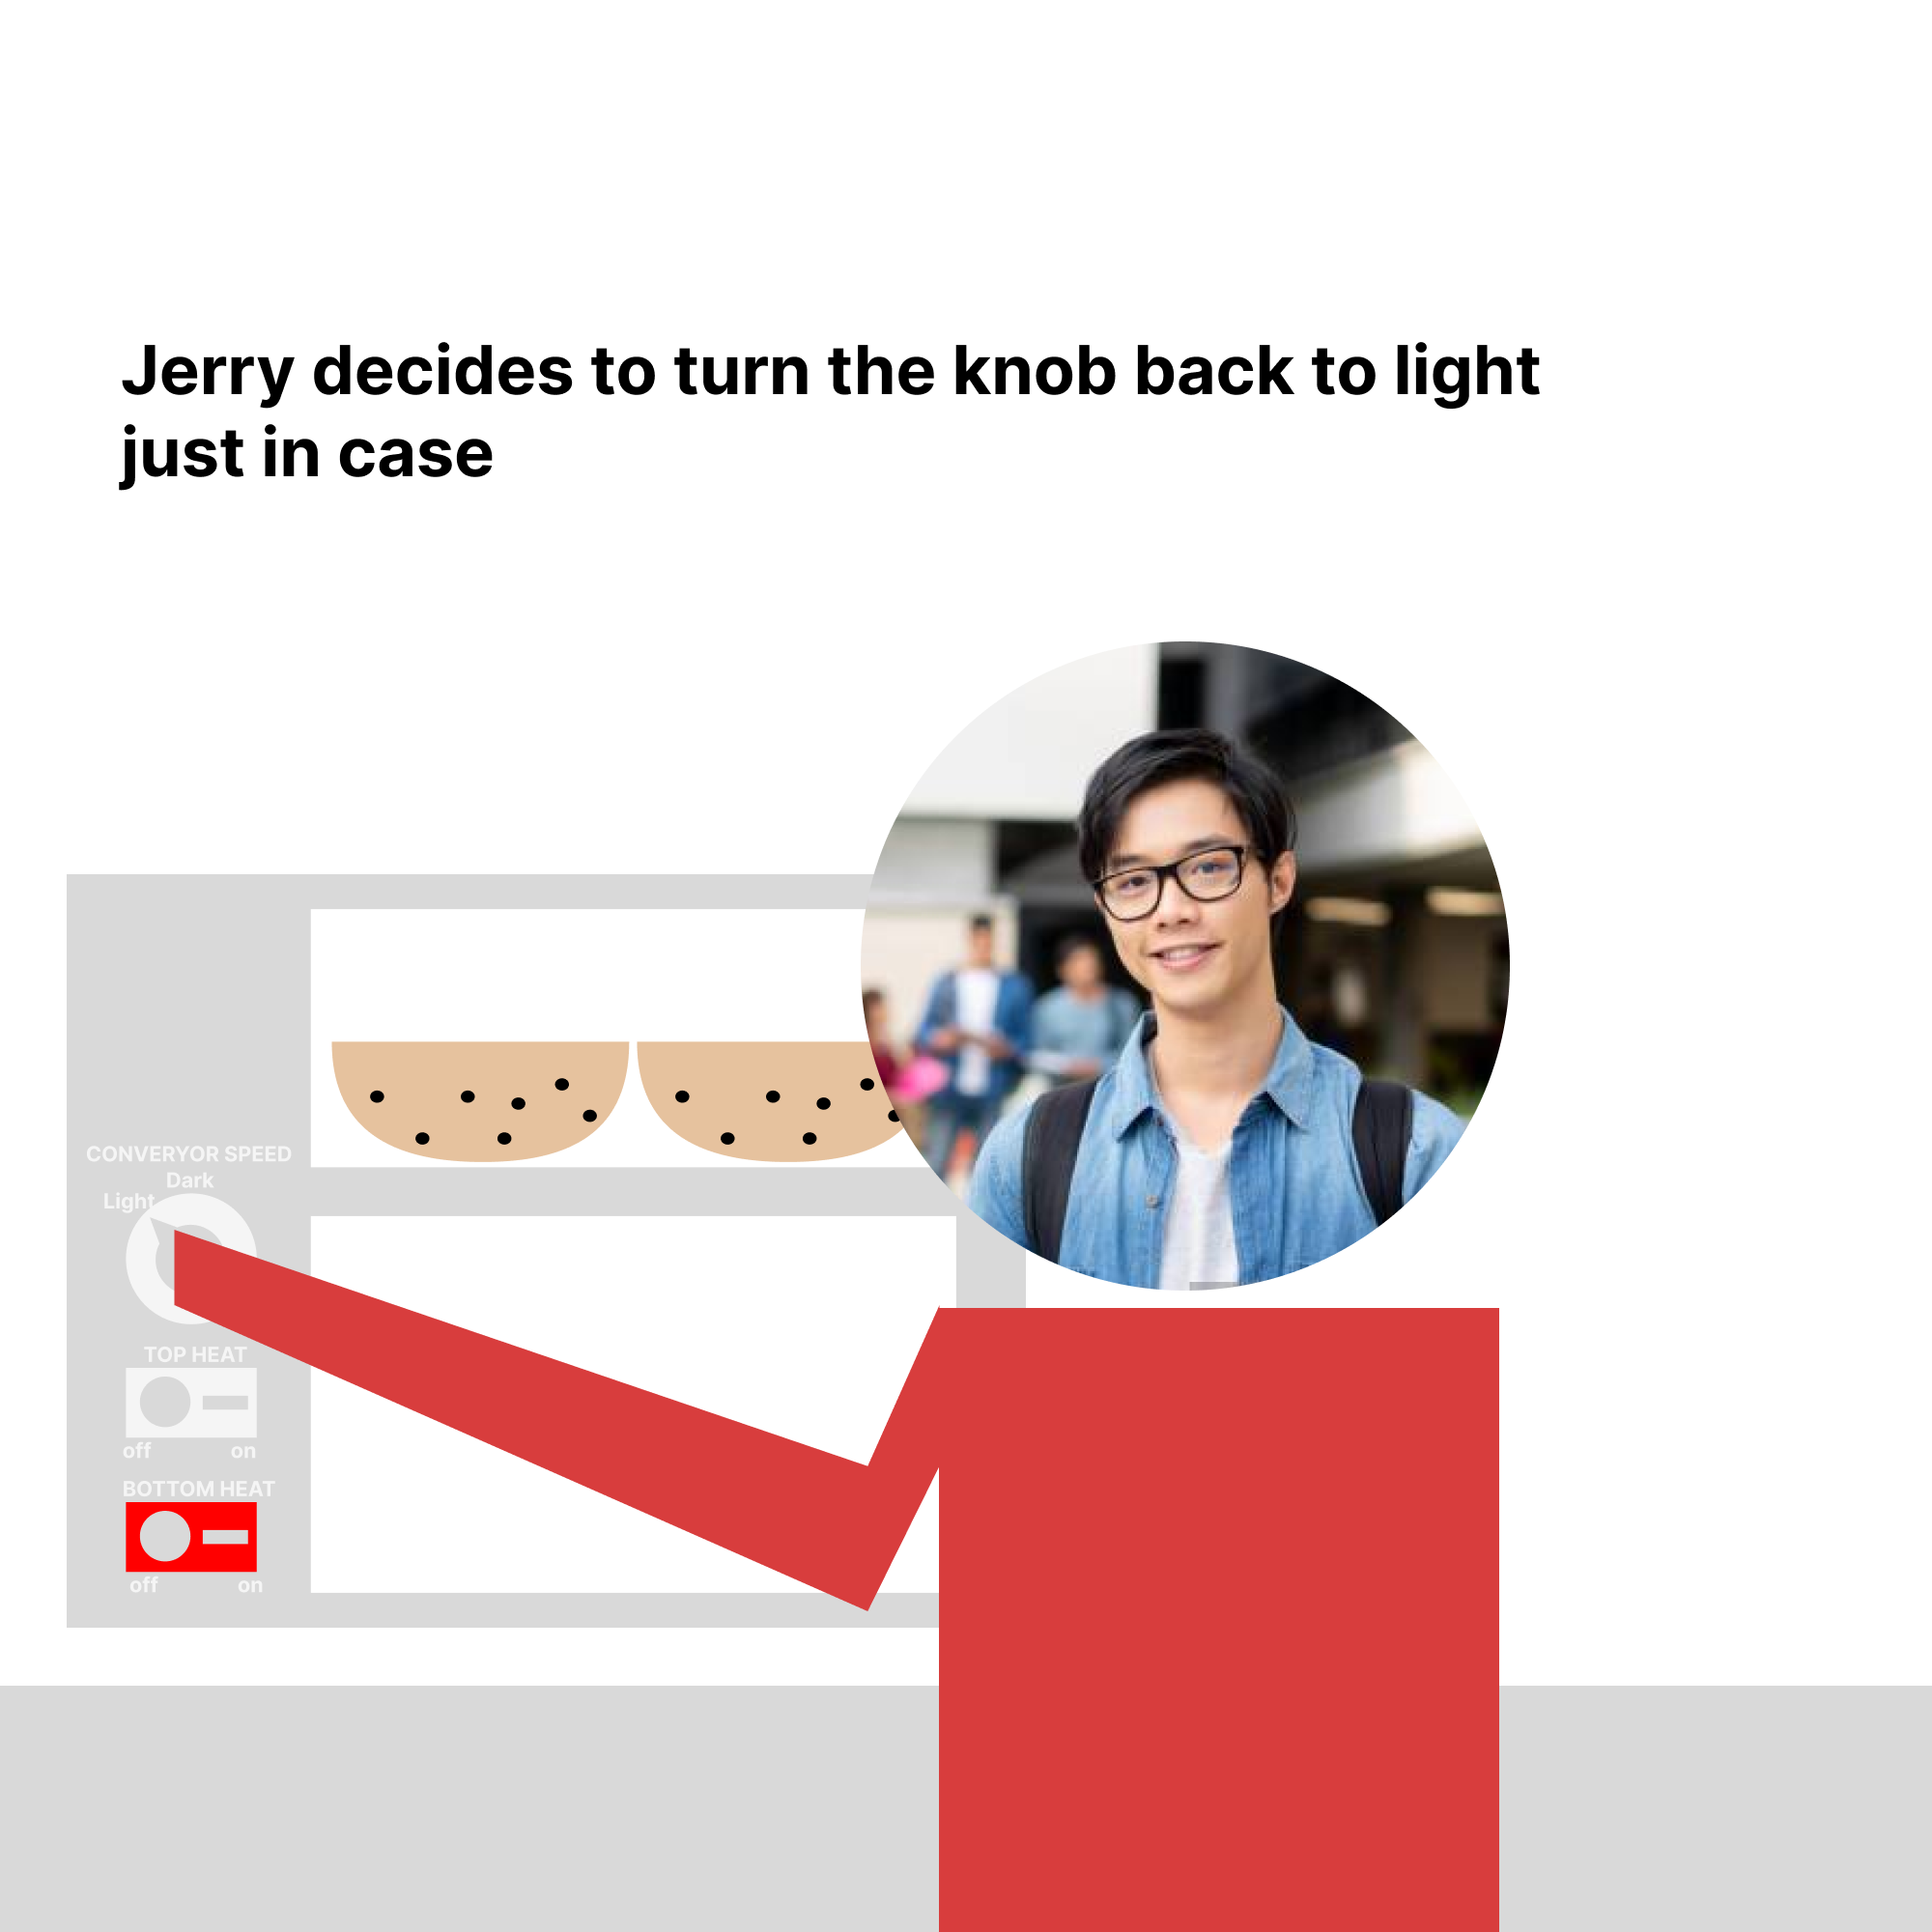 Jerry decides to turn the knob back to light
just in case
CONVERYOR SPEED
Dark
Light
TOP HEAT
off on
BOTTOM HEAT
off on